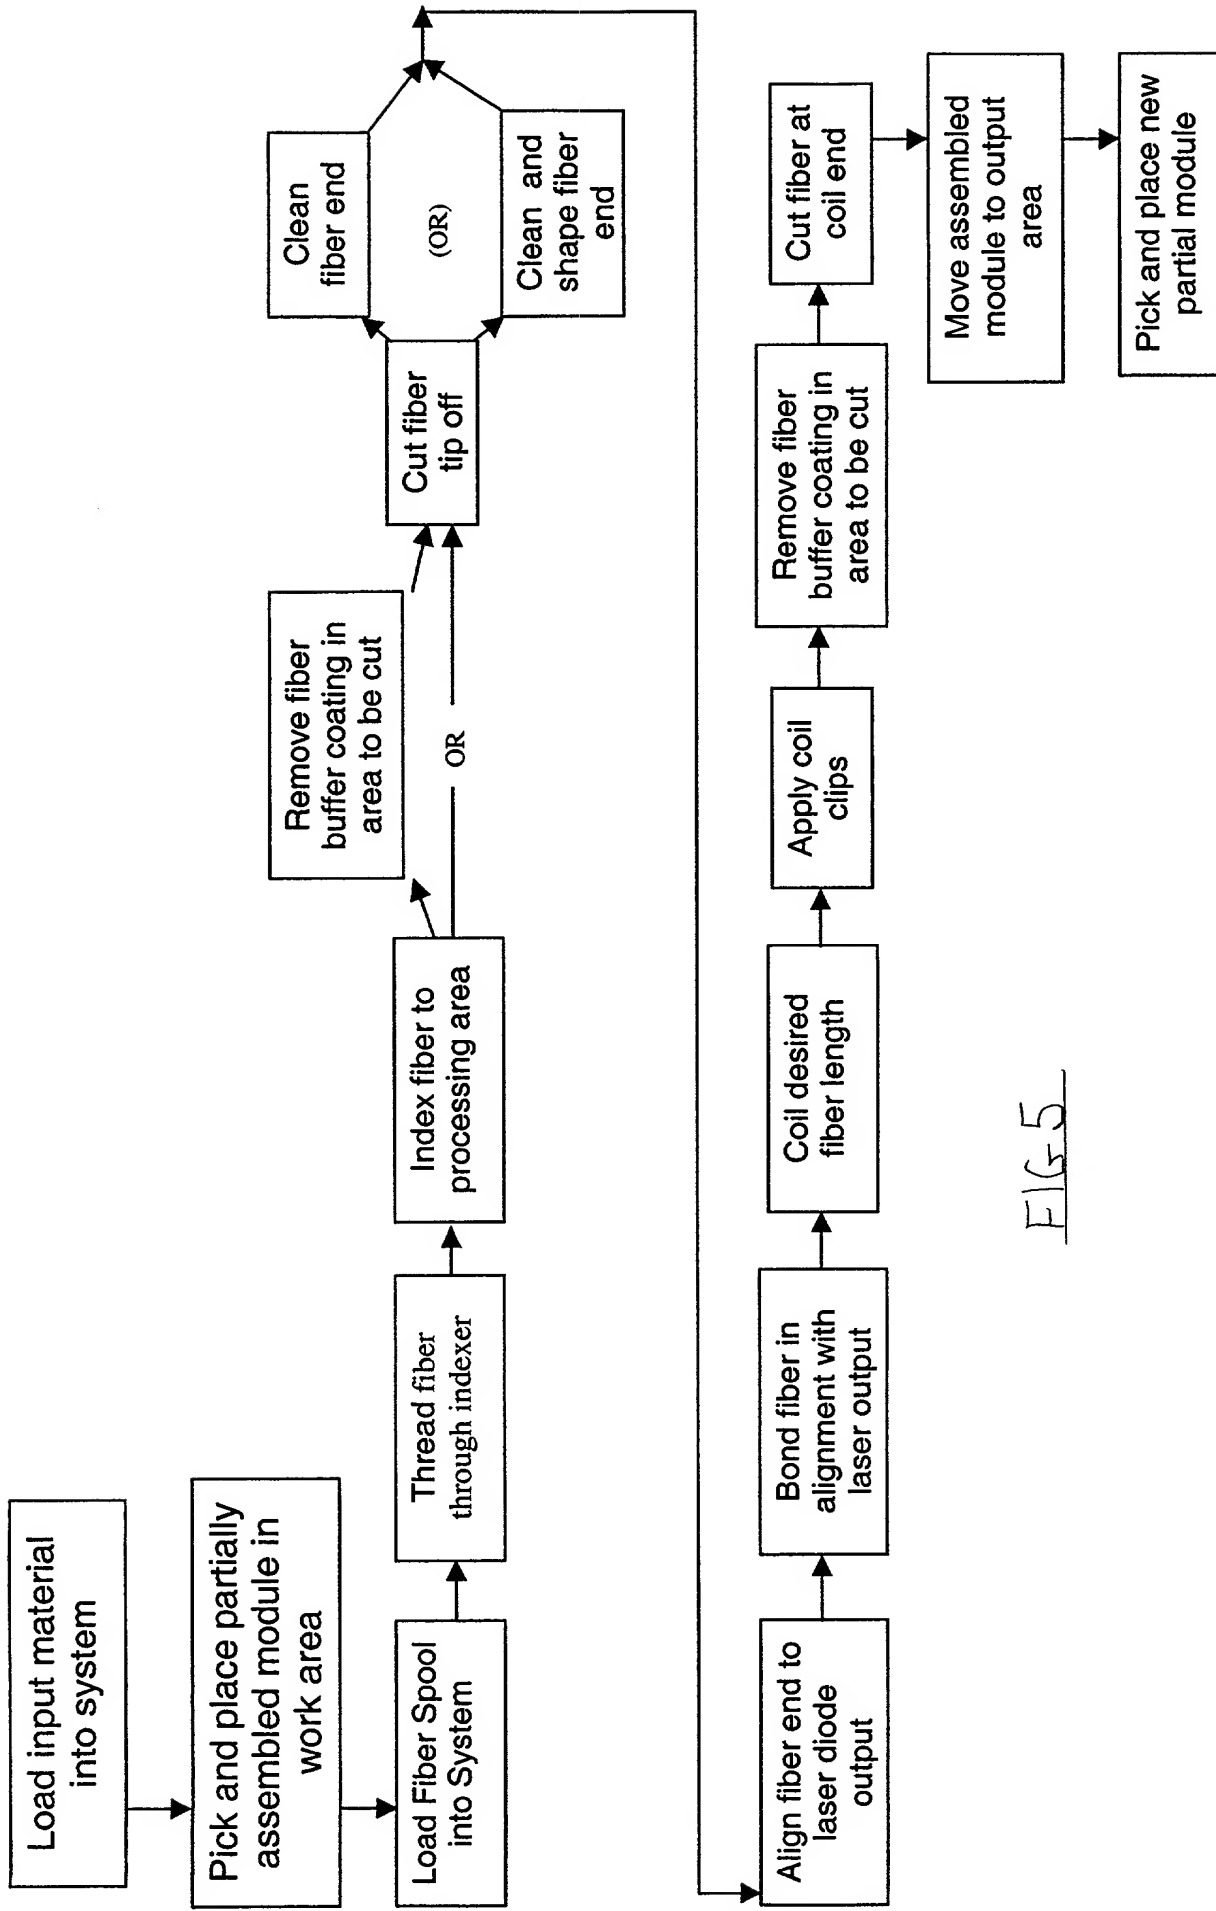 Load input material
into system
Pick and place partially
assembled module in
work area
Load Fiber Spool
into System
Thread fiber
through indexer
Index fiber to
processing area
Remove fiber
buffer coating in
area to be cut
OR
Cut fiber
tip off
Clean
fiber end
(OR)
Clean and
shape fiber
end
Align fiber end to
laser diode
output
Bond fiber in
alignment with
laser output
Coil desired
fiber length
Apply coil
clips
Remove fiber
buffer coating in
area to be cut
Cut fiber at
coil end
Move assembled
module to output
area
Pick and place new
partial module
FIG 5